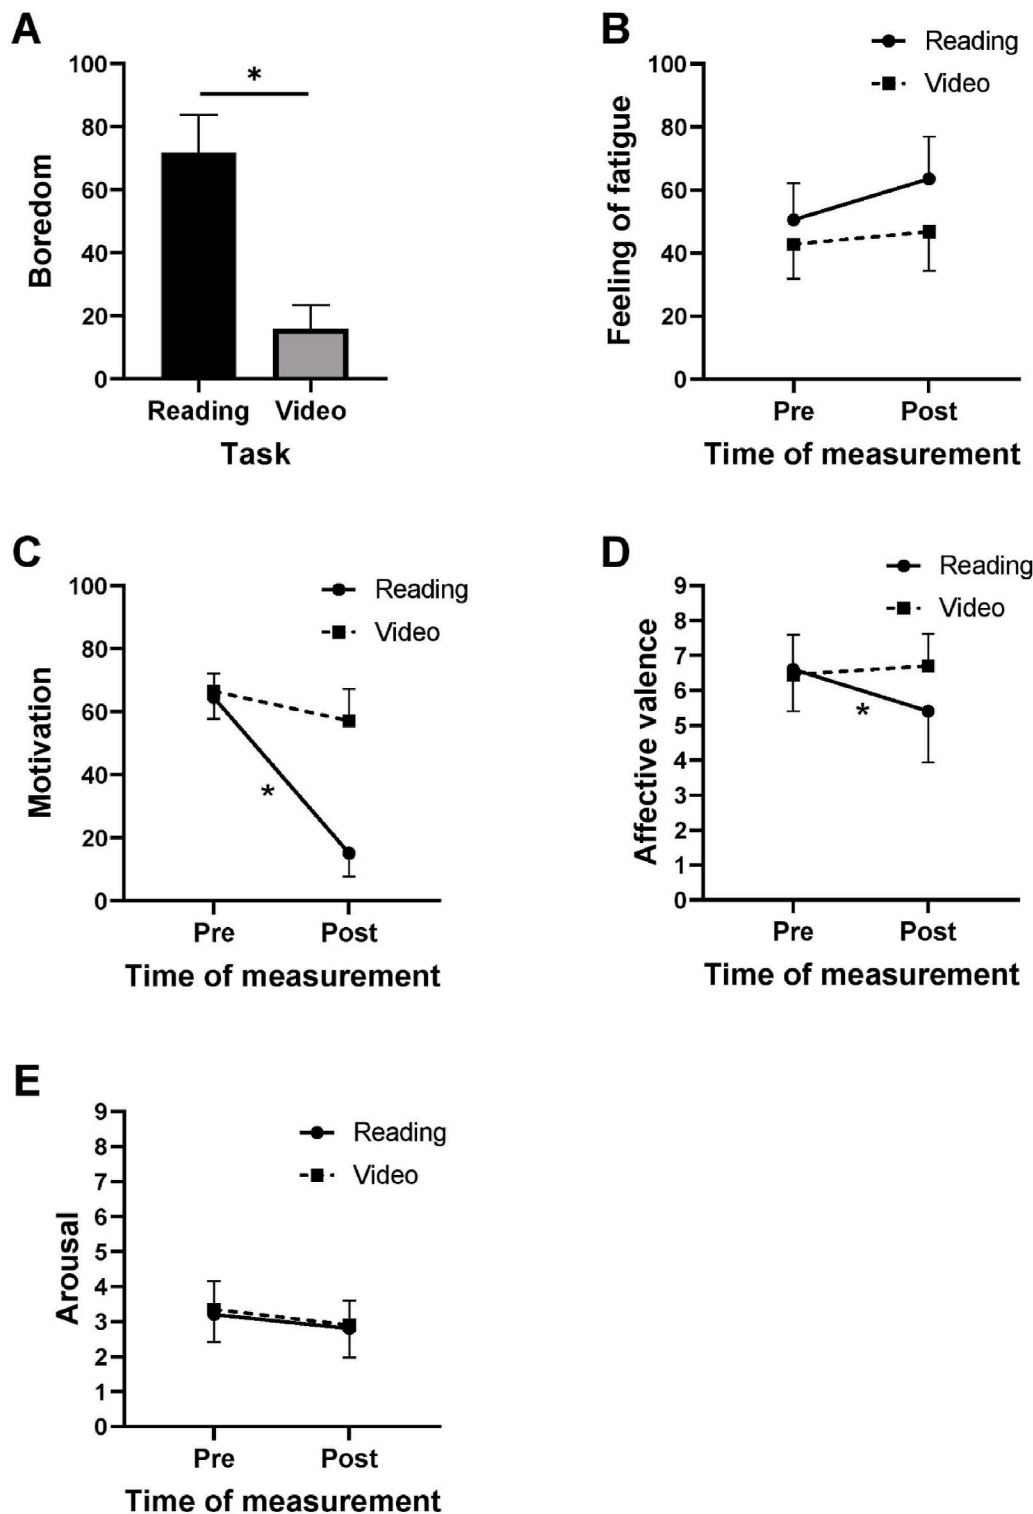 A
100
80
60
40
20
0
Boredom
*
Reading Video
Task
B
Reading
Video
100
80
60
40
20
0
Feeling of fatigue
Pre Post
Time of measurement
C
Reading
Video
100
80
60
40
20
0
Motivation
*
Pre Post
Time of measurement
D
Reading
Video
9
8
7
6
5
4
3
2
1
0
Affective valence
*
Pre Post
Time of measurement
E
Reading
Video
9
8
7
6
5
4
3
2
1
0
Arousal
Pre Post
Time of measurement